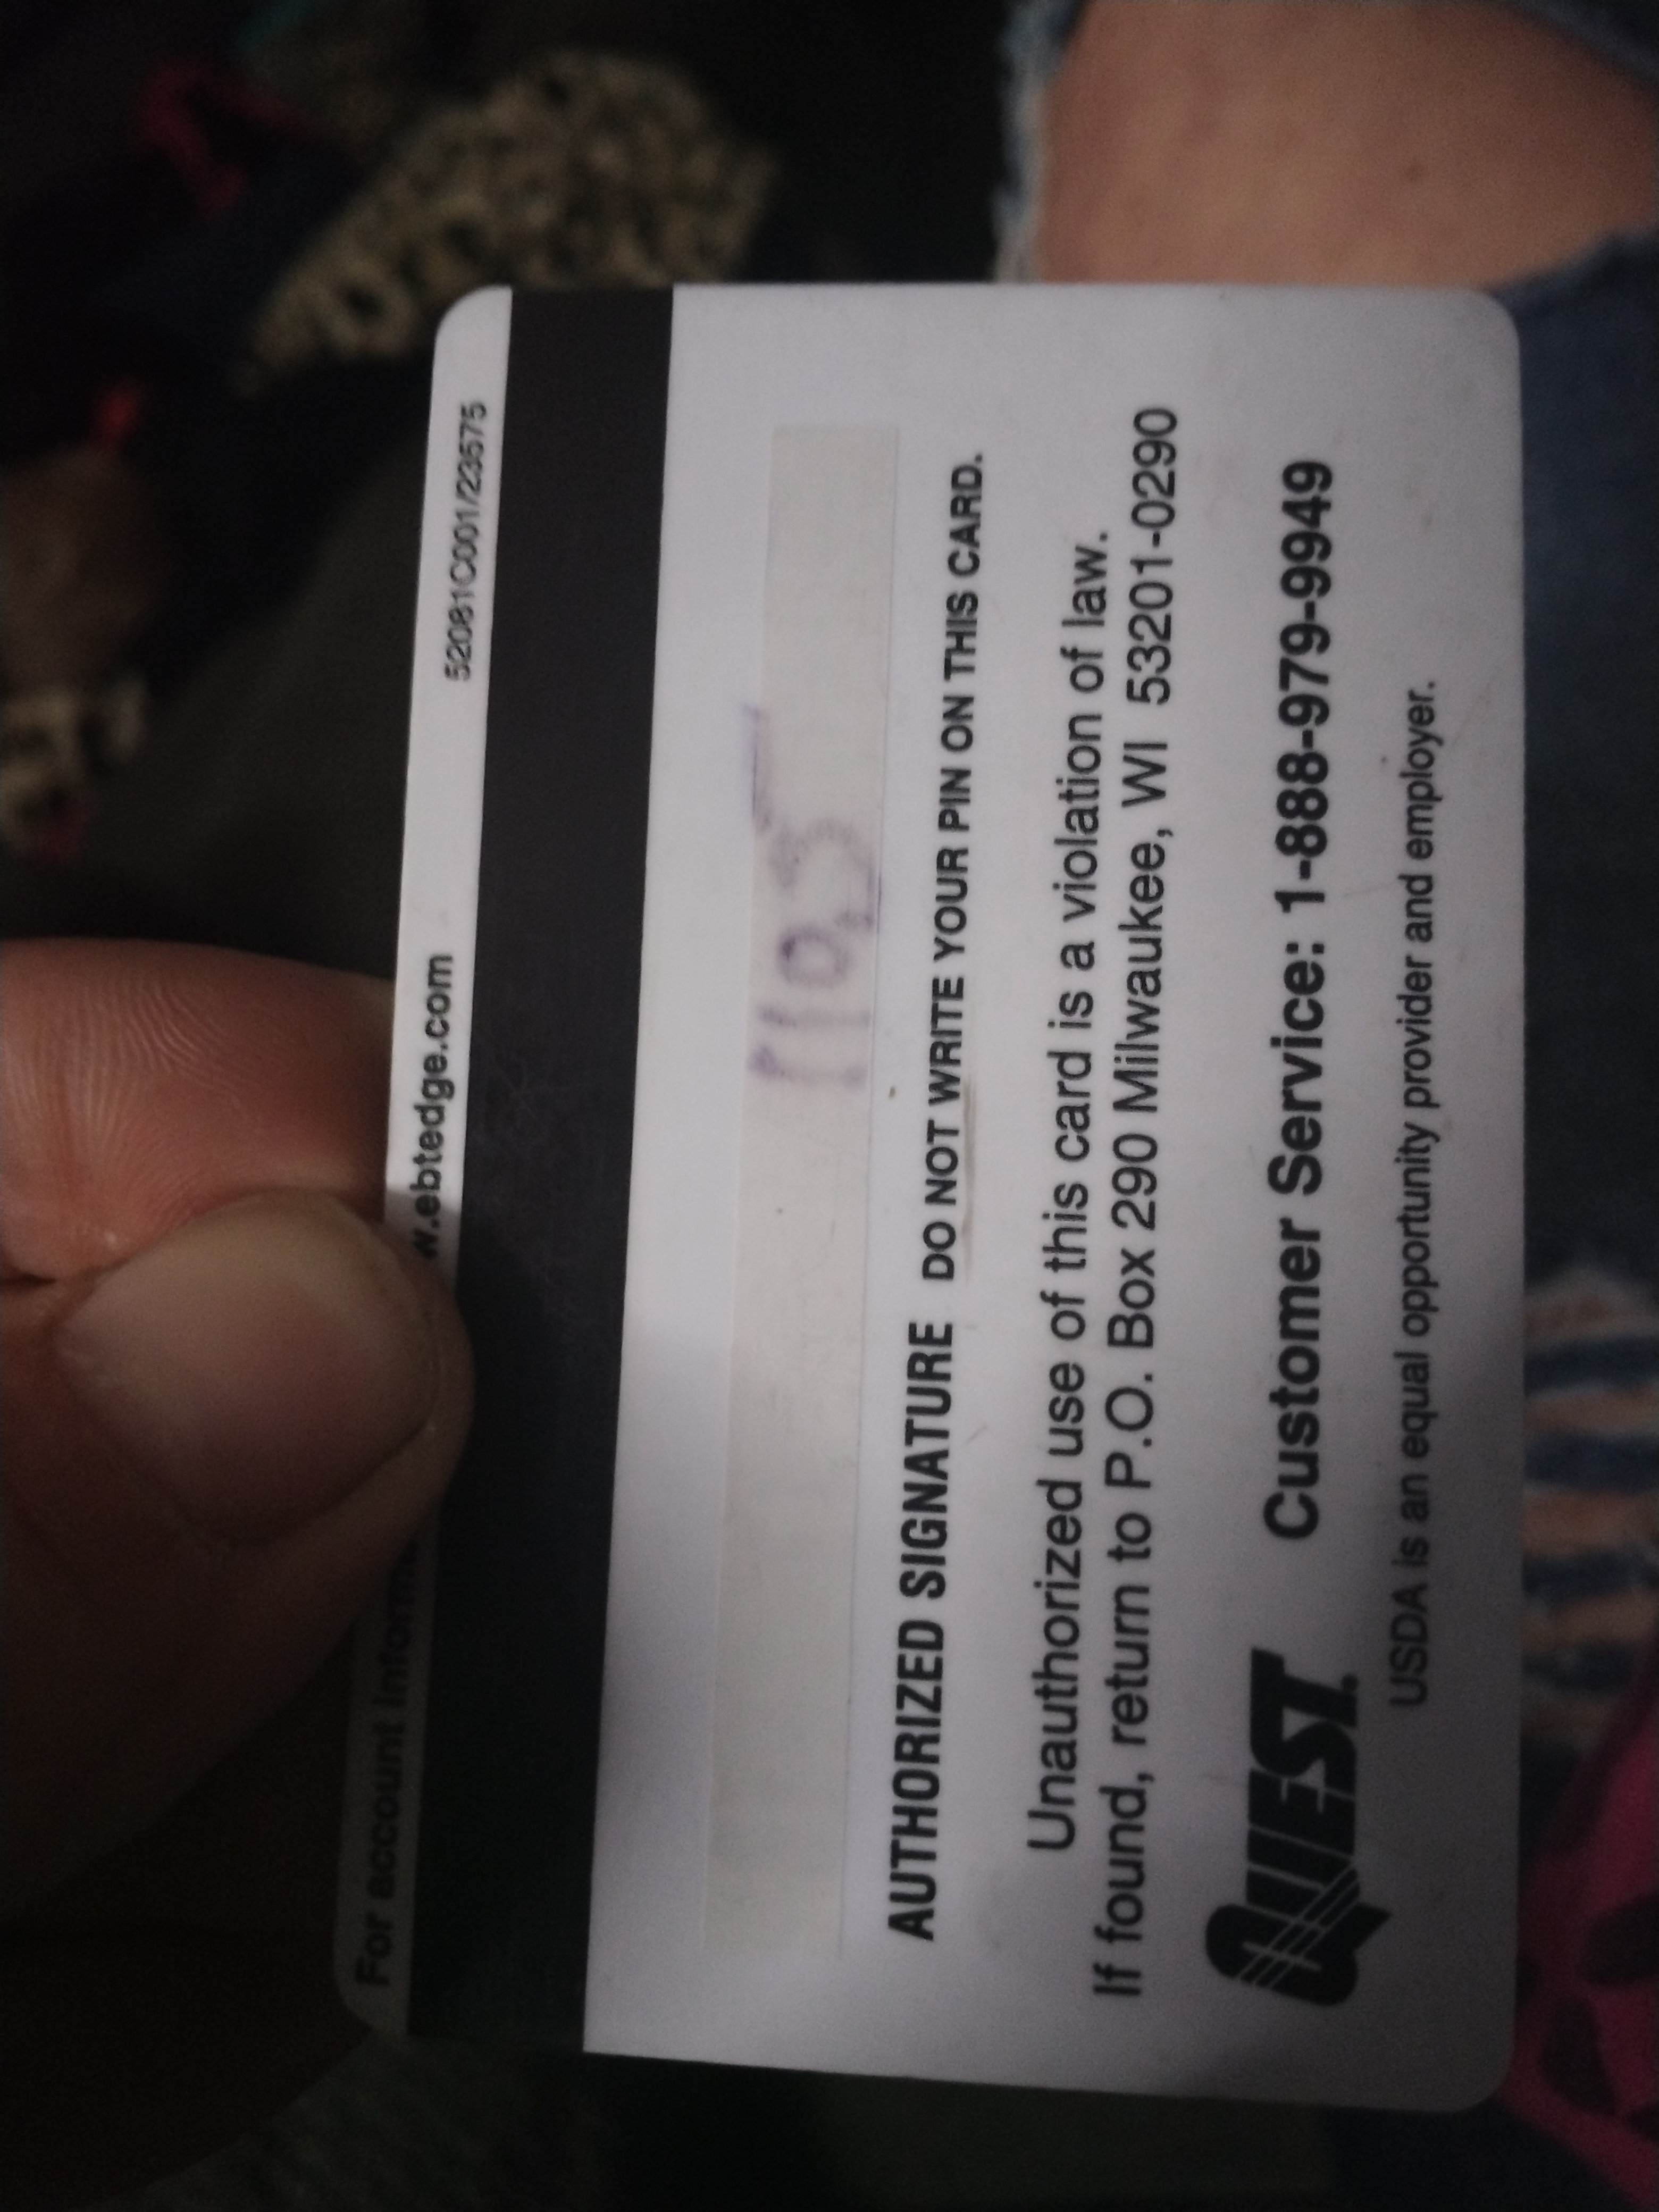 For account inform w.ebtedge.com 52081C001/23575
AUTHORIZED SIGNATURE DO NOT WRITE YOUR PIN ON THIS CARD.
Unauthorized use of this card is a violation of law.
If found, return to P.O. Box 290 Milwaukee, WI 53201-0290
QUEST. Customer Service: 1-888-979-9949
USDA is an equal opportunity provider and employer.